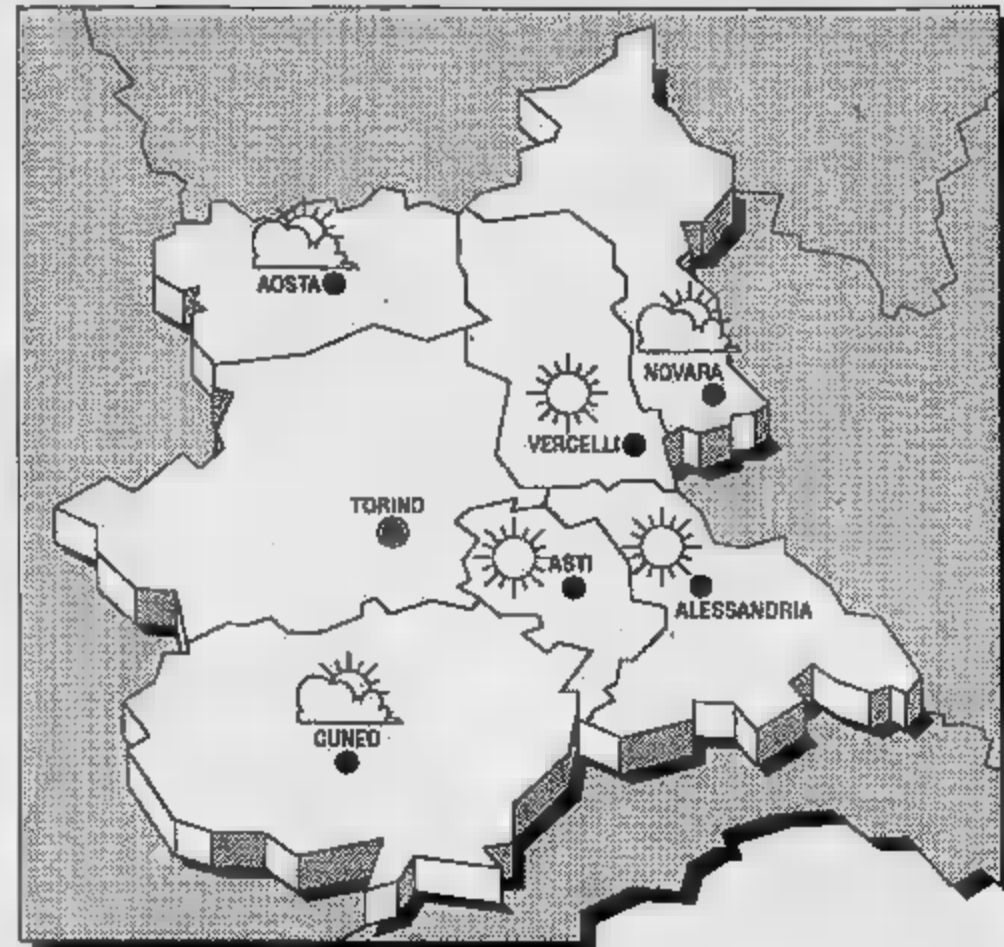 AOSTA
NOVARA
VERCELLI
TORINO
ASTI
ALESSANDRIA
CUNEO